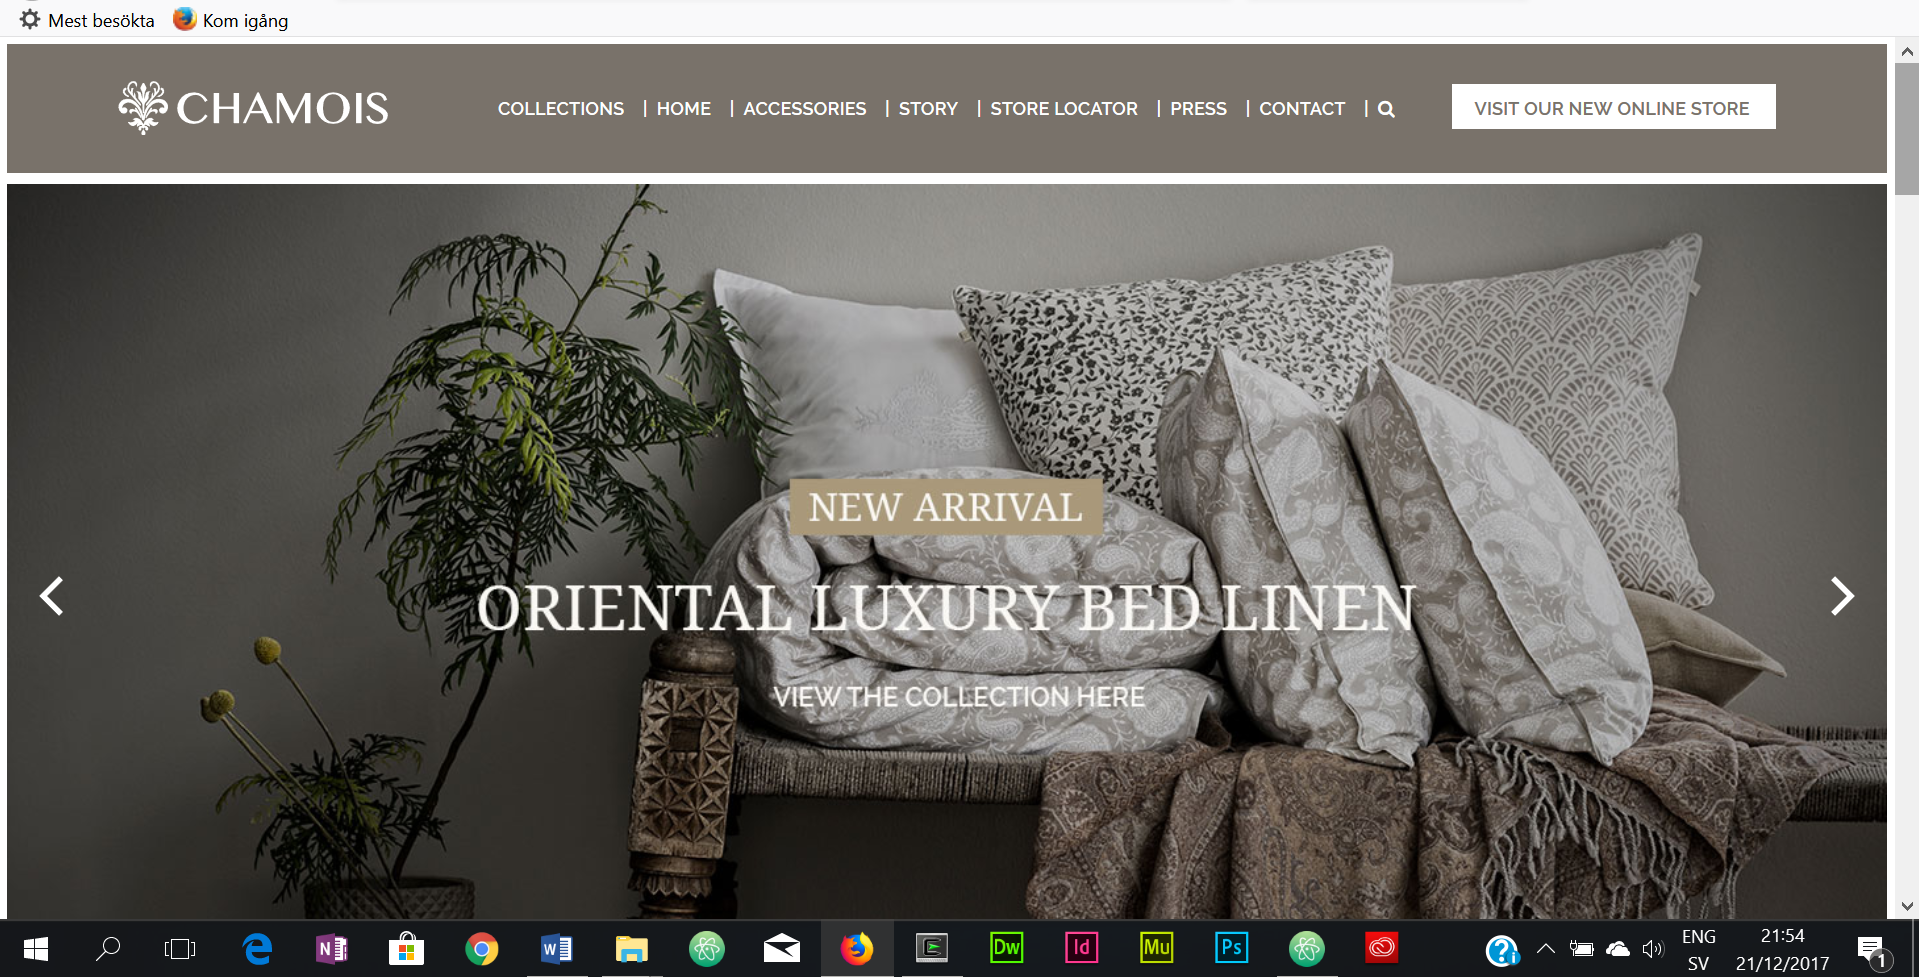 Mest besökta Kom igång
CHAMOIS
COLLECTIONS | HOME | ACCESSORIES | STORY | STORE LOCATOR | PRESS | CONTACT |
VISIT OUR NEW ONLINE STORE
NEW ARRIVAL
ORIENTAL LUXURY BED LINEN
VIEW THE COLLECTION HERE
N W Dw Id Mu Ps
ENG 21:54
SV 21/12/2017
1